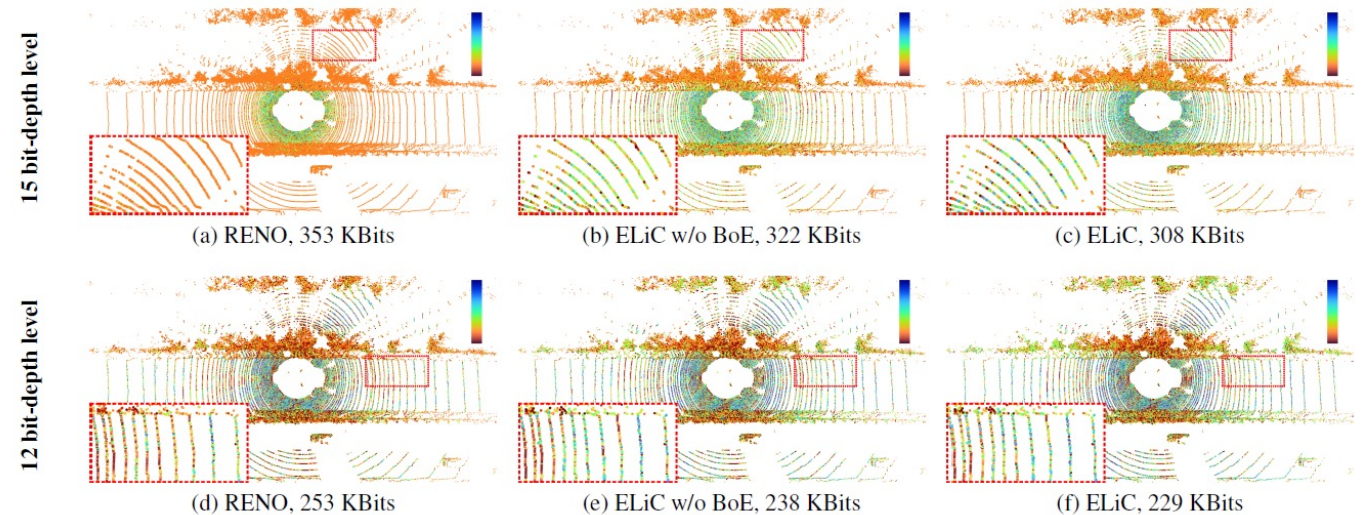 15 bit-depth level
(a) RENO, 353 KBits
(b) ELiC w/o BoE, 322 KBits
(c) ELiC, 308 KBits
12 bit-depth level
(d) RENO, 253 KBits
(e) ELiC w/o BoE, 238 KBits
(f) ELiC, 229 KBits